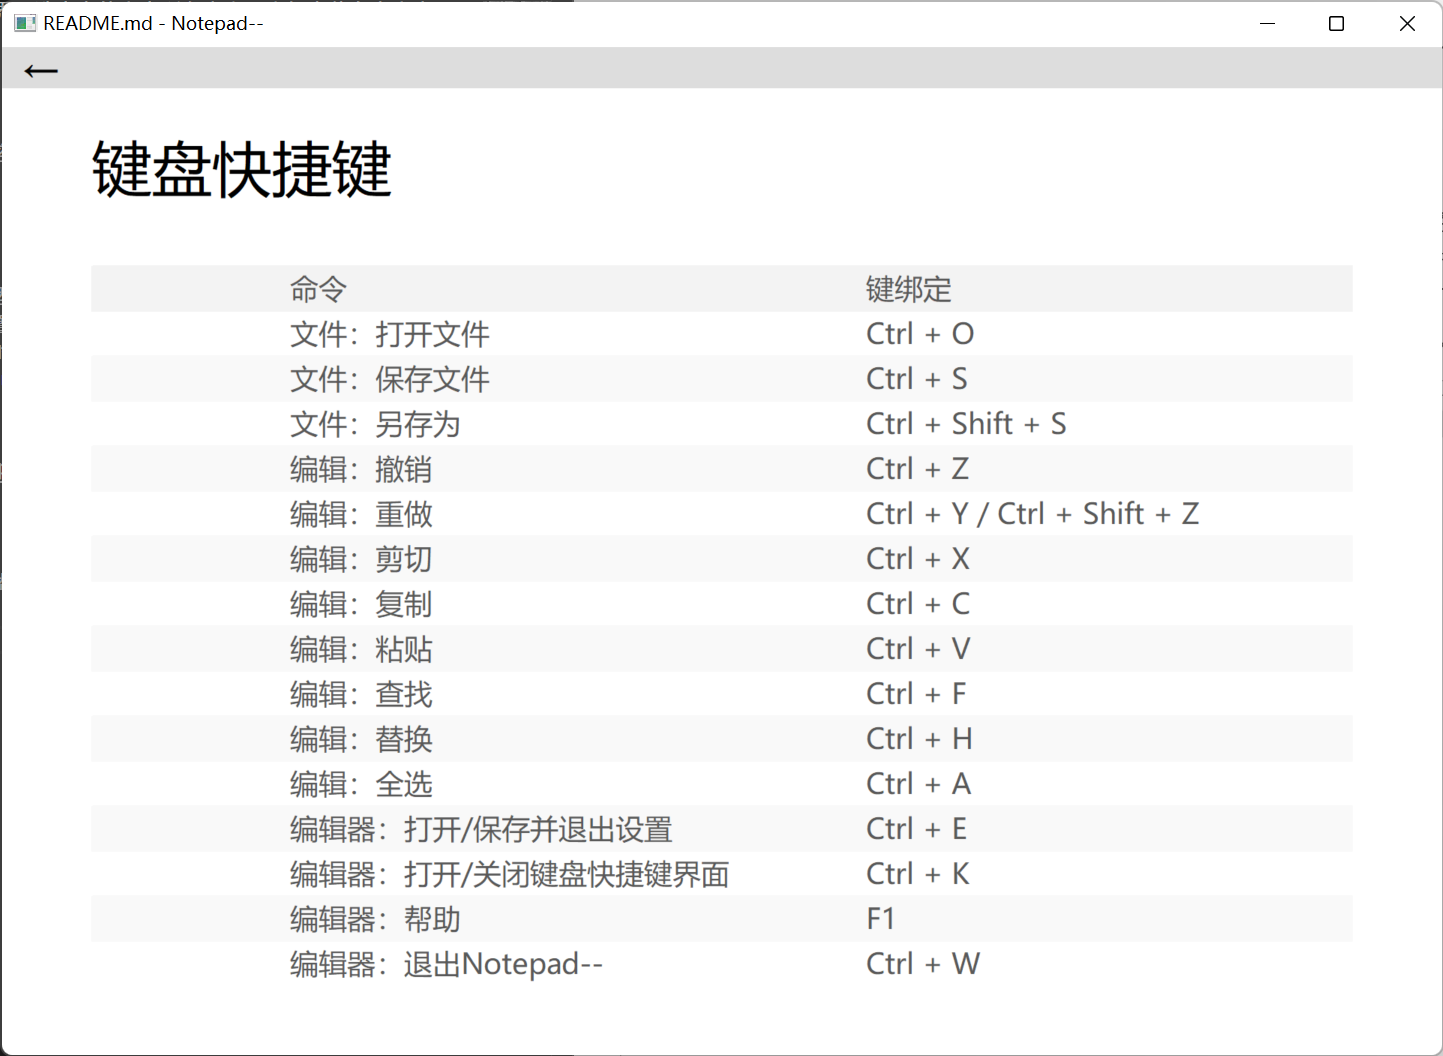 README.md - Notepad--
键盘快捷键
命令 键绑定
文件：打开文件 Ctrl + O
文件：保存文件 Ctrl + S
文件：另存为 Ctrl + Shift + S
编辑：撤销 Ctrl + Z
编辑：重做 Ctrl + Y / Ctrl + Shift + Z
编辑：剪切 Ctrl + X
编辑：复制 Ctrl + C
编辑：粘贴 Ctrl + V
编辑：查找 Ctrl + F
编辑：替换 Ctrl + H
编辑：全选 Ctrl + A
编辑器：打开/保存并退出设置 Ctrl + E
编辑器：打开/关闭键盘快捷键界面 Ctrl + K
编辑器：帮助 F1
编辑器：退出Notepad-- Ctrl + W